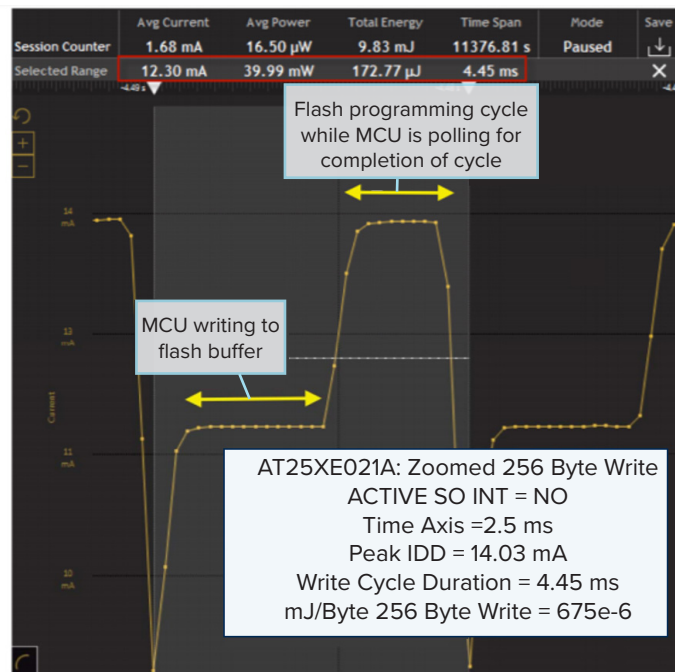 Avg Current Avg Power Total Energy Time Span Mode Save
Session Counter 1.68 mA 16.50 µW 9.83 mJ 11376.81 s Paused
Selected Range 12.30 mA 39.99 mW 172.77 µJ 4.45 ms
-4.49 s
Flash programming cycle
while MCU is polling for
completion of cycle
14
mA
13
mA
MCU writing to
flash buffer
Current
11
mA
10
mA
AT25XE021A: Zoomed 256 Byte Write
ACTIVE SO INT = NO
Time Axis =2.5 ms
Peak IDD = 14.03 mA
Write Cycle Duration = 4.45 ms
mJ/Byte 256 Byte Write = 675e-6